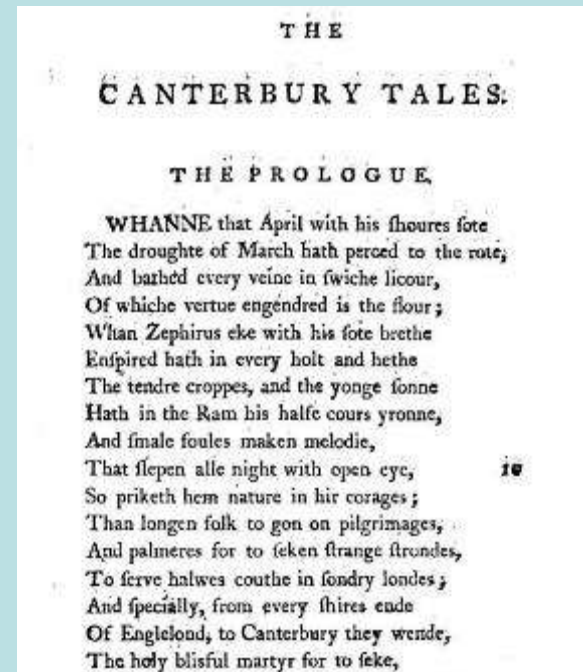 THE
CANTERBURY TALES.
THE PROLOGUE.
WHANNE that April with his ſhoures ſote
The droughte of March hath perced to the rote,
And bathed every veine in ſwiche licour,
Of whiche vertue engendred is the flour;
Whan Zephirus eke with his ſote brethe
Enſpired hath in every holt and hethe
The tendre croppes, and the yonge ſonne
Hath in the Ram his halfe cours yronne,
And ſmale foules maken melodie,
That ſlepen alle night with open eye, 10
So priketh hem nature in hir corages;
Than longen folk to gon on pilgrimages,
And palmeres for to ſeken ſtrange ſtrondes,
To ſerve halwes couthe in ſondry londes;
And ſpecially, from every ſhires ende
Of Englelond, to Canterbury they wende,
The holy blisful martyr for to ſeke,